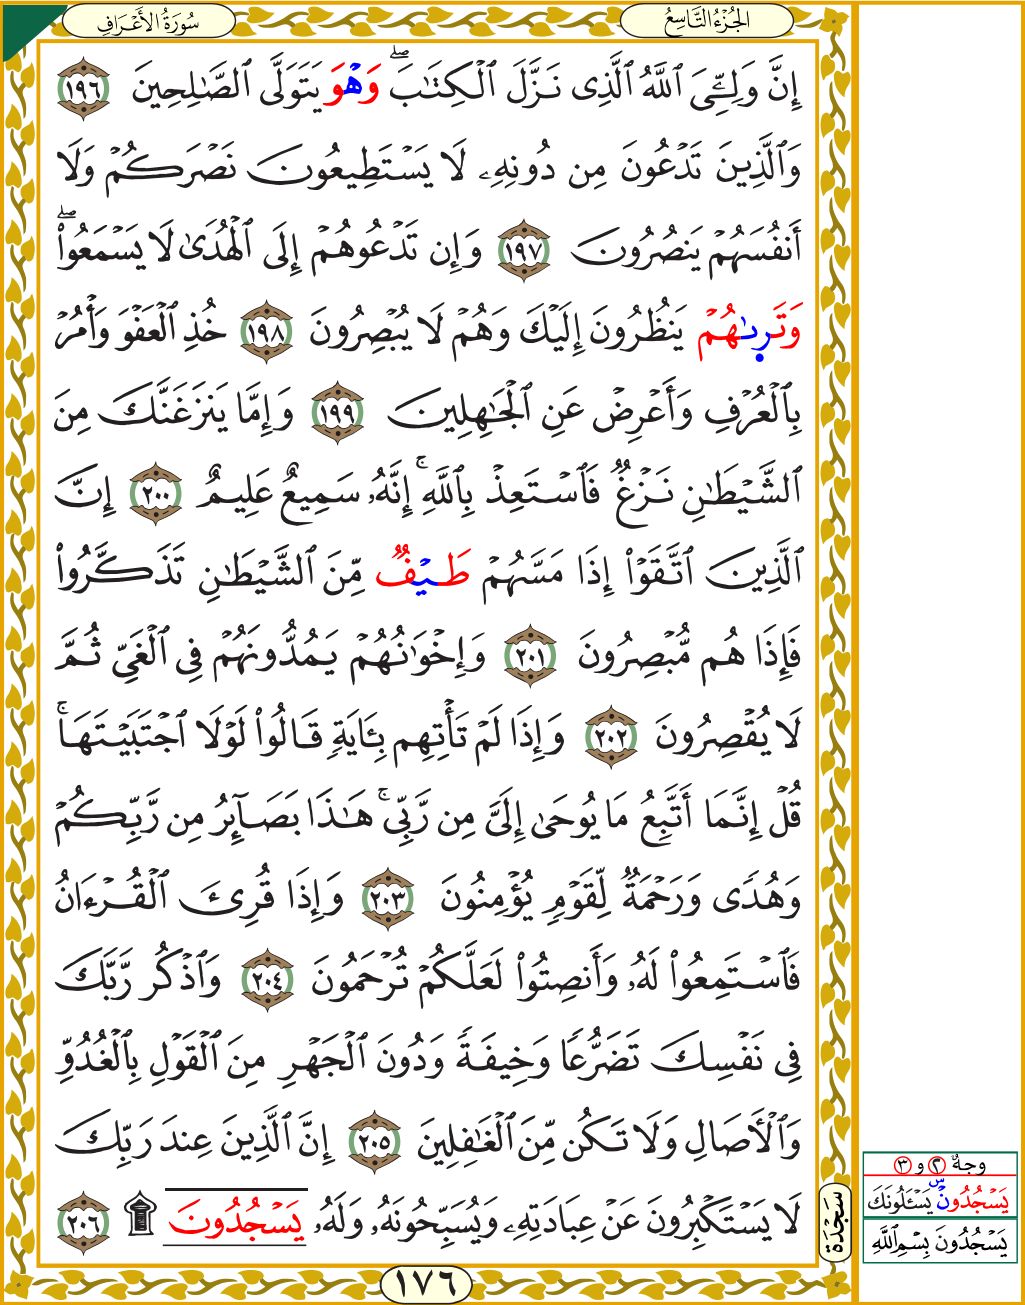 سُورَةُ الأَعْرَافِ
الجُزْءُ التَّاسِعُ
إِنَّ وَلِـِّۧيَ ٱللَّهُ ٱلَّذِى نَزَّلَ ٱلْكِتَٰبَۖ وَهْوَ يَتَوَلَّى ٱلصَّٰلِحِينَ ١٩٦
وَٱلَّذِينَ تَدْعُونَ مِن دُونِهِۦ لَا يَسْتَطِيعُونَ نَصْرَكُمْ وَلَا
أَنفُسَهُمْ يَنصُرُونَ ١٩٧ وَإِن تَدْعُوهُمْ إِلَى ٱلْهُدَىٰ لَا يَسْمَعُوا۟ۖ
وَتَرِىٰهُمْ يَنظُرُونَ إِلَيْكَ وَهُمْ لَا يُبْصِرُونَ ١٩٨ خُذِ ٱلْعَفْوَ وَأْمُرْ
بِٱلْعُرْفِ وَأَعْرِضْ عَنِ ٱلْجَٰهِلِينَ ١٩٩ وَإِمَّا يَنزَغَنَّكَ مِنَ
ٱلشَّيْطَٰنِ نَزْغٌ فَٱسْتَعِذْ بِٱللَّهِۚ إِنَّهُۥ سَمِيعٌ عَلِيمٌ ٢٠٠ إِنَّ
ٱلَّذِينَ ٱتَّقَوْا۟ إِذَا مَسَّهُمْ طَيْفٌ مِّنَ ٱلشَّيْطَٰنِ تَذَكَّرُوا۟
فَإِذَا هُم مُّبْصِرُونَ ٢٠١ وَإِخْوَٰنُهُمْ يَمُدُّونَهُمْ فِى ٱلْغَىِّ ثُمَّ
لَا يُقْصِرُونَ ٢٠٢ وَإِذَا لَمْ تَأْتِهِم بِـَٔايَةٍ قَالُوا۟ لَوْلَا ٱجْتَبَيْتَهَاۚ
قُلْ إِنَّمَا أَتَّبِعُ مَا يُوحَىٰ إِلَىَّ مِن رَّبِّىۚ هَٰذَا بَصَآئِرُ مِن رَّبِّكُمْ
وَهُدًى وَرَحْمَةٌ لِّقَوْمٍ يُؤْمِنُونَ ٢٠٣ وَإِذَا قُرِئَ ٱلْقُرْءَانُ
فَٱسْتَمِعُوا۟ لَهُۥ وَأَنصِتُوا۟ لَعَلَّكُمْ تُرْحَمُونَ ٢٠٤ وَٱذْكُر رَّبَّكَ
فِى نَفْسِكَ تَضَرُّعًا وَخِيفَةً وَدُونَ ٱلْجَهْرِ مِنَ ٱلْقَوْلِ بِٱلْغُدُوِّ
وَٱلْأَصَالِ وَلَا تَكُن مِّنَ ٱلْغَٰفِلِينَ ٢٠٥ إِنَّ ٱلَّذِينَ عِندَ رَبِّكَ
لَا يَسْتَكْبِرُونَ عَنْ عِبَادَتِهِۦ وَيُسَبِّحُونَهُۥ وَلَهُۥ يَسْجُدُونَ ۩ ٢٠٦
سَجْدَة
وجهُ ٢ و ٣
يَسْجُدُونَۜ يَسْـَٔلُونَكَ
يَسْجُدُونَ بِسْمِ ٱللَّهِ
١٧٦